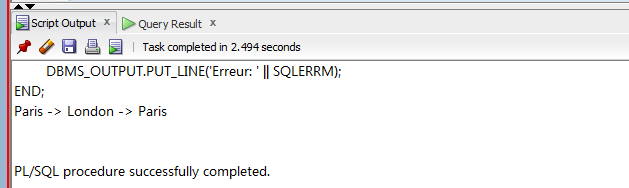 Script Output x Query Result x
Task completed in 2.494 seconds
DBMS_OUTPUT.PUT_LINE('Erreur: ' || SQLERRM);
END;
Paris -> London -> Paris
PL/SQL procedure successfully completed.